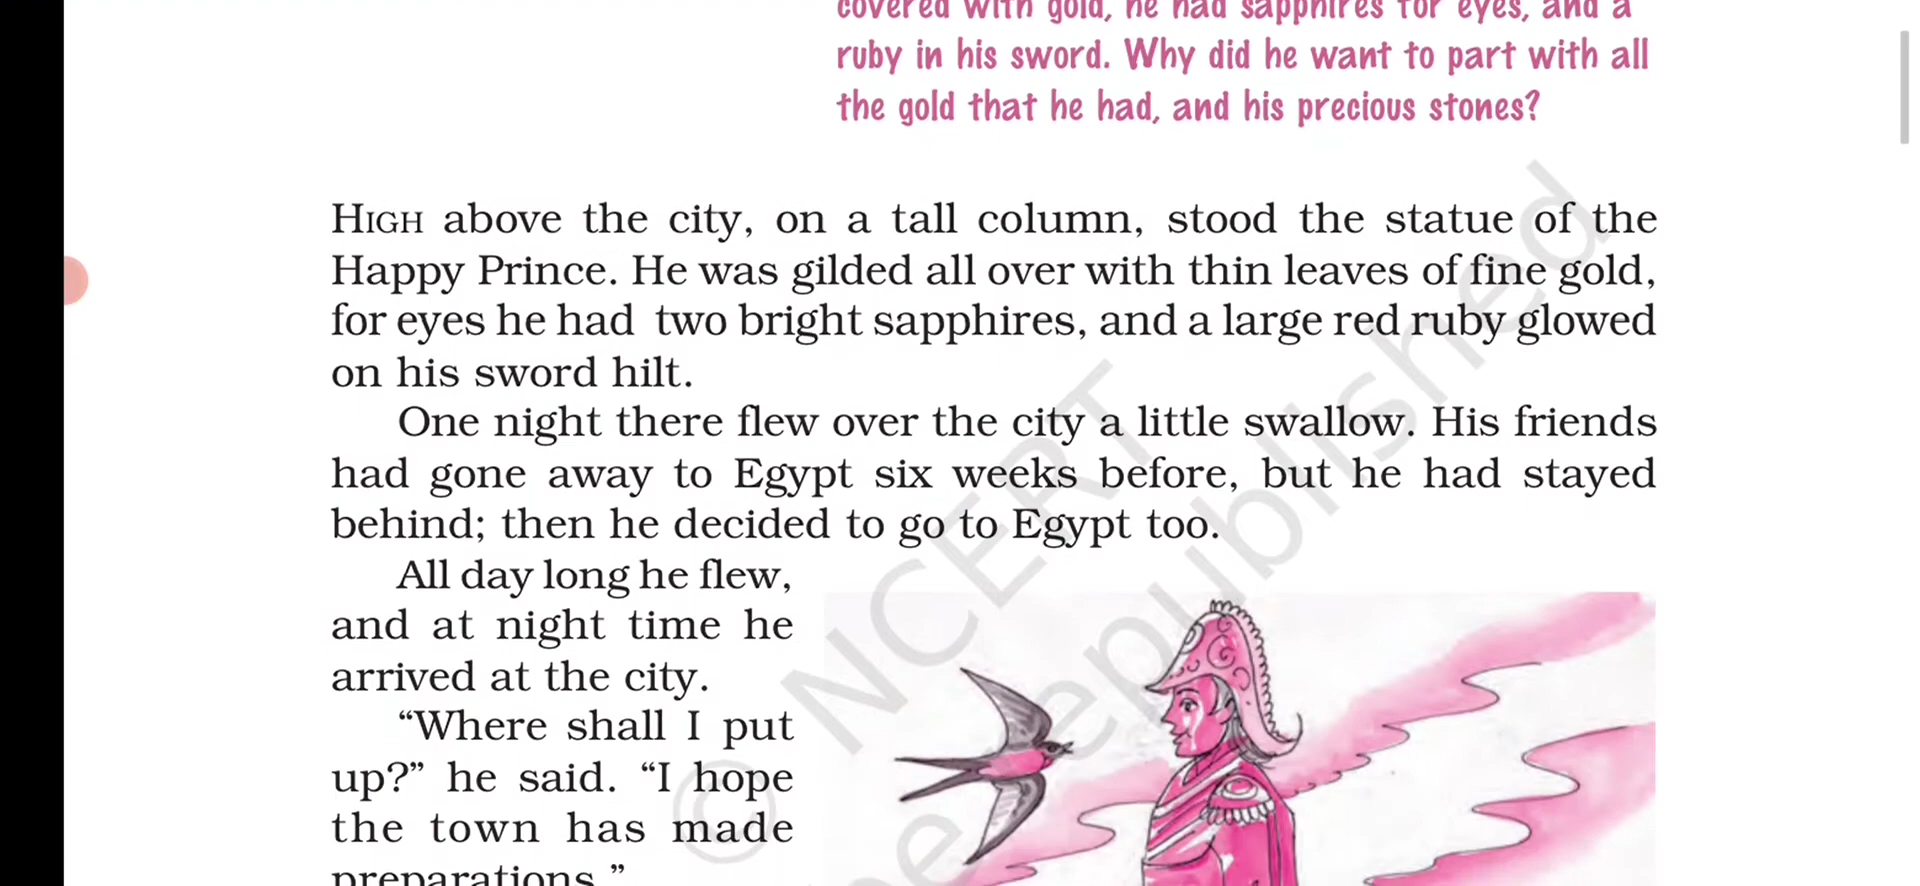 covered with gold, he had sapphires for eyes, and a
ruby in his sword. Why did he want to part with all
the gold that he had, and his precious stones?
HIGH above the city, on a tall column, stood the statue of the
Happy Prince. He was gilded all over with thin leaves of fine gold,
for eyes he had two bright sapphires, and a large red ruby glowed
on his sword hilt.
One night there flew over the city a little swallow. His friends
had gone away to Egypt six weeks before, but he had stayed
behind; then he decided to go to Egypt too.
All day long he flew,
and at night time he
arrived at the city.
“Where shall I put
up?” he said. “I hope
the town has made
preparations.”
© NCERT
republished